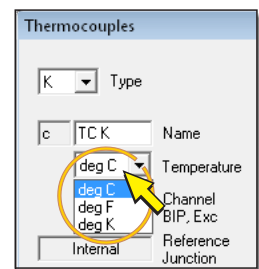 Thermocouples
K Type
c TC K Name
deg C Temperature
deg C
deg F
deg K
Channel
BIP, Exc
Internal Reference
Junction